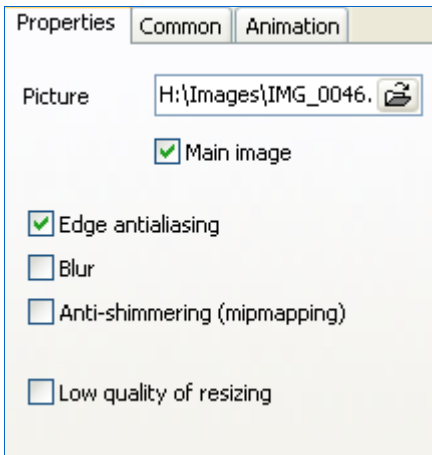 Properties Common Animation
Picture H:\Images\IMG_0046.
Main image
Edge antialiasing
Blur
Anti-shimmering (mipmapping)
Low quality of resizing